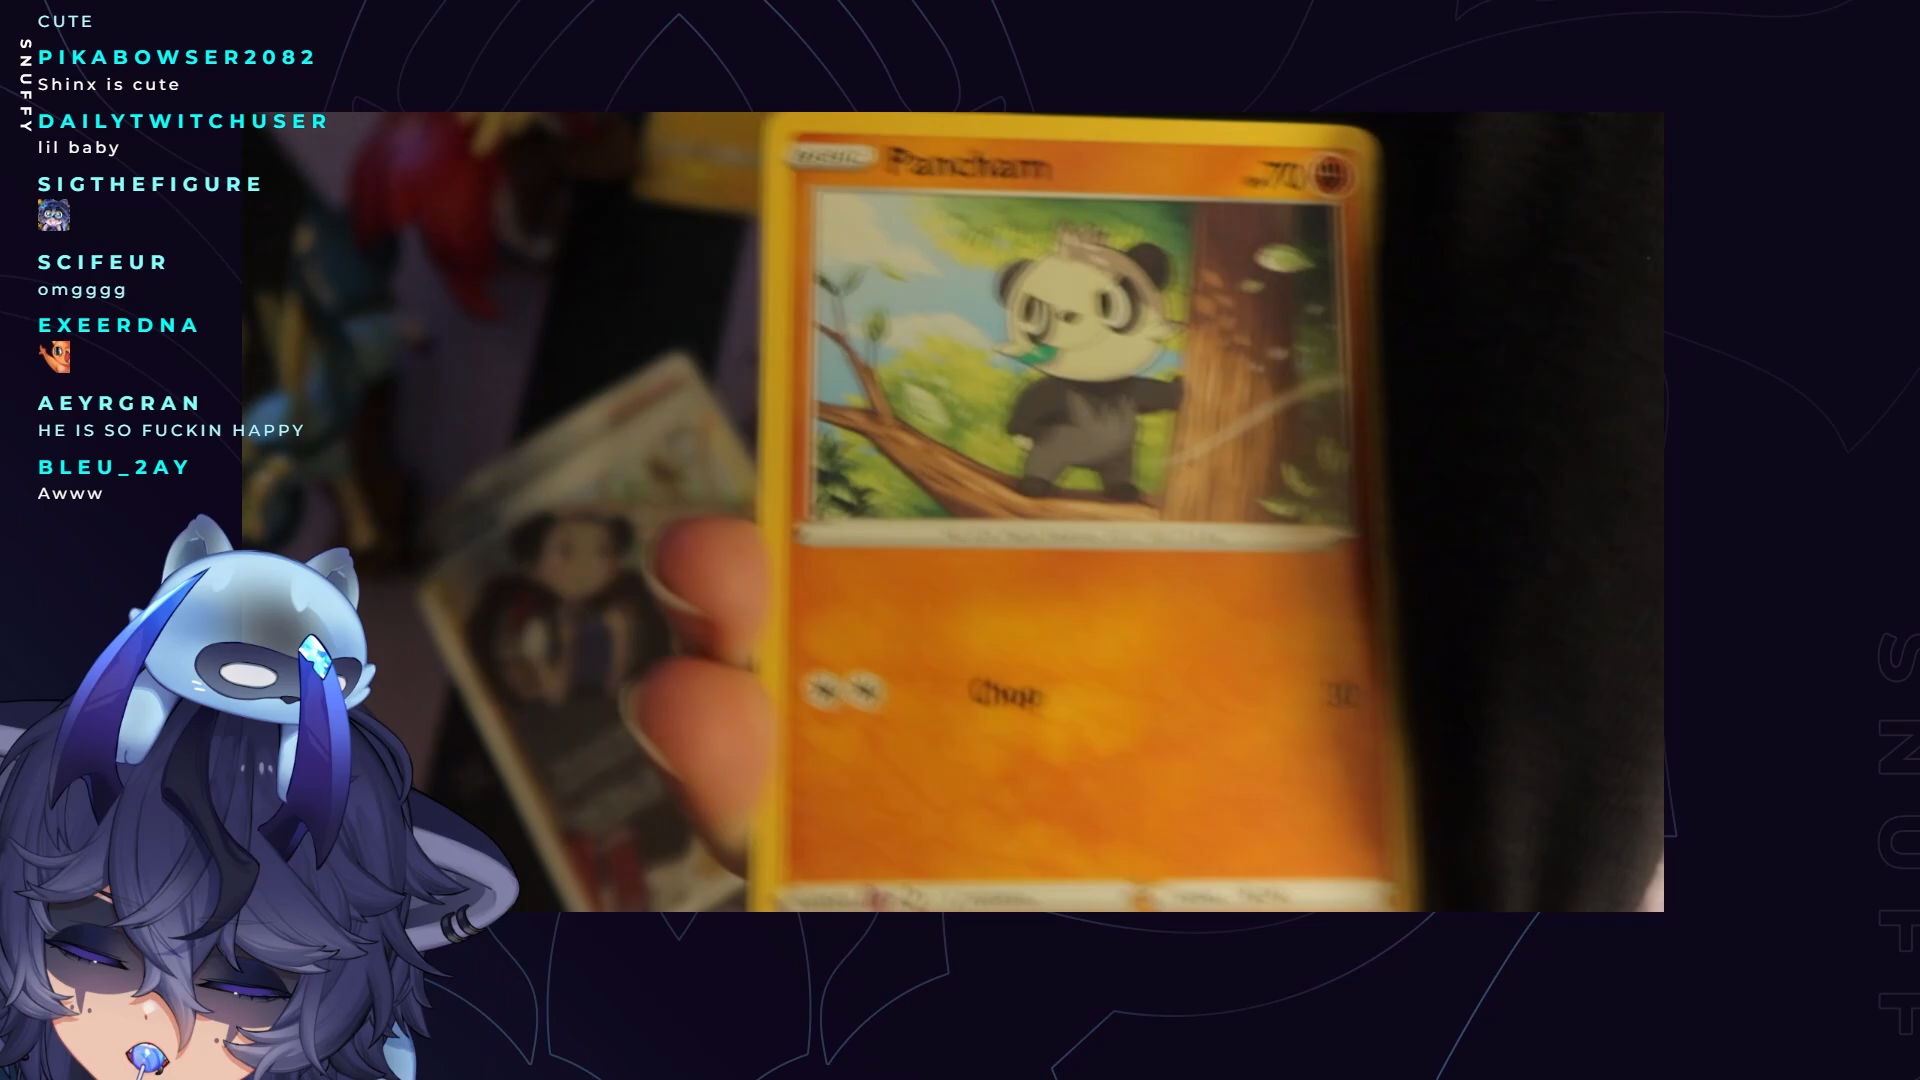 CUTE
PIKABOWSER2082
Shinx is cute
DAILYTWITCHUSER
lil baby
SIGTHEFIGURE
SCIFEUR
omgggg
EXEERDNA
AEYRGRAN
HE IS SO FUCKIN HAPPY
BLEU_2AY
Awww
SNUFFY
Pancham
70
Chop
30
SNUFF